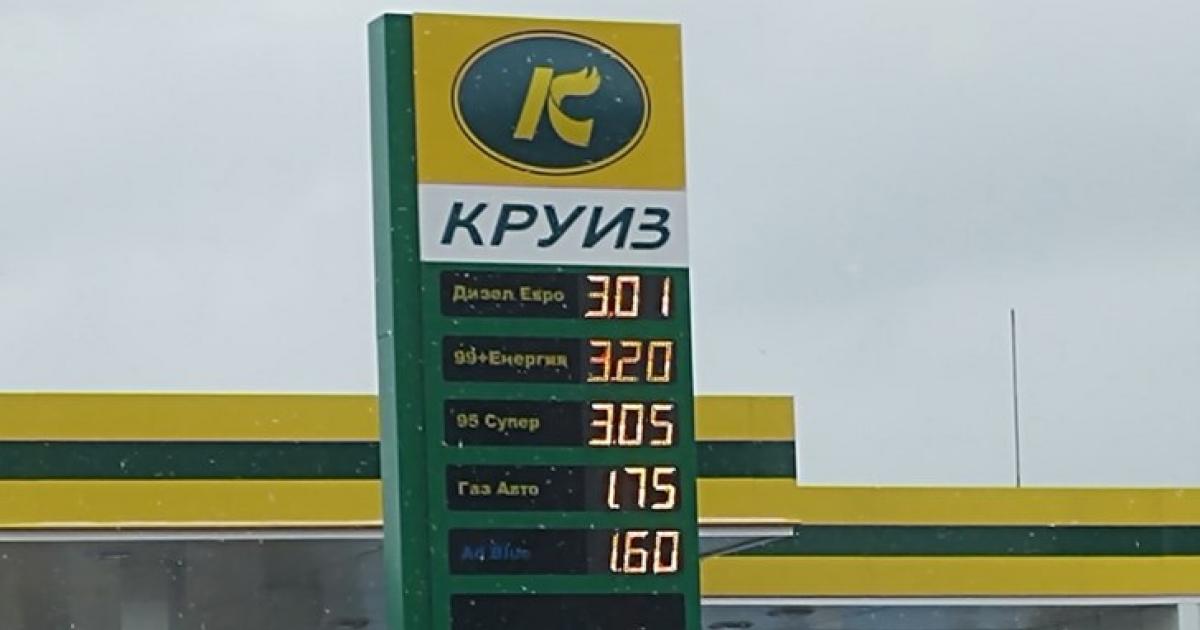 К
КРУИЗ
Дизел Евро 3.01
99+Енергия 3.20
95 Супер 3.05
Газ Авто 1.75
Ad Blue 1.60